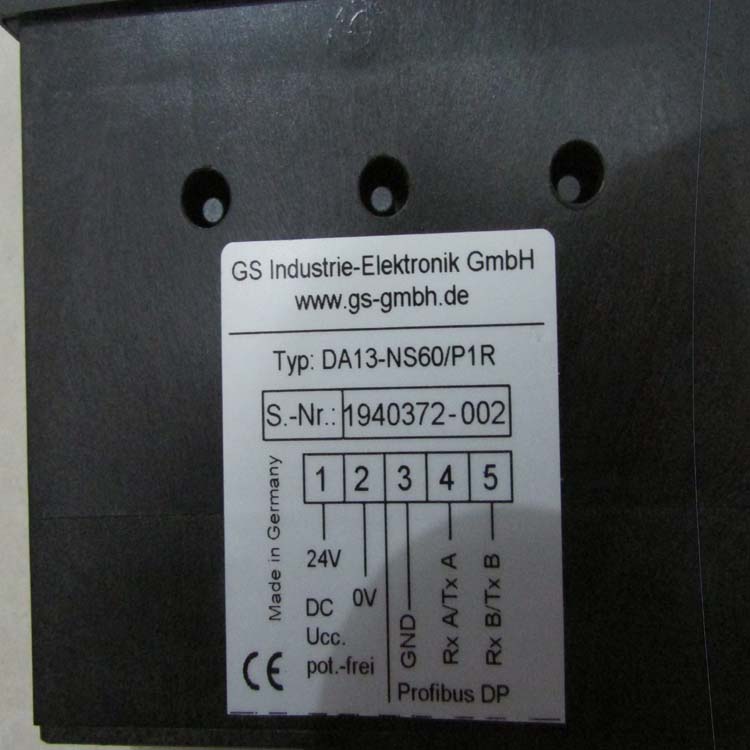 GS Industrie-Elektronik GmbH
www.gs-gmbh.de
Typ: DA13-NS60/P1R
S.-Nr.: 1940372-002
Made in Germany
1 2 3 4 5
24V
0V
GND
Rx A/Tx A
Rx B/Tx B
DC
Ucc.
pot.-frei
CE
Profibus DP